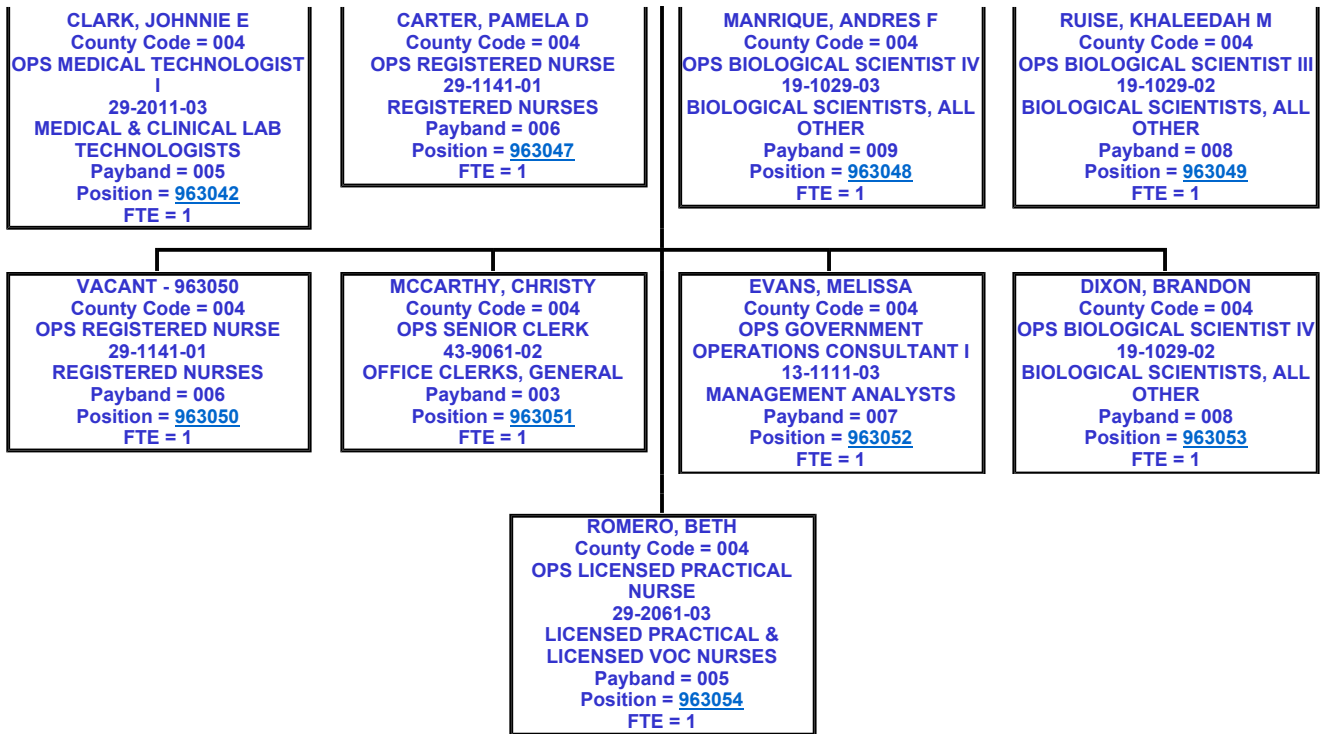 CLARK, JOHNNIE E
County Code = 004
OPS MEDICAL TECHNOLOGIST
I
29-2011-03
MEDICAL & CLINICAL LAB
TECHNOLOGISTS
Payband = 005
Position = 963042
FTE = 1
CARTER, PAMELA D
County Code = 004
OPS REGISTERED NURSE
29-1141-01
REGISTERED NURSES
Payband = 006
Position = 963047
FTE = 1
MANRIQUE, ANDRES F
County Code = 004
OPS BIOLOGICAL SCIENTIST IV
19-1029-03
BIOLOGICAL SCIENTISTS, ALL
OTHER
Payband = 009
Position = 963048
FTE = 1
RUISE, KHALEEDAH M
County Code = 004
OPS BIOLOGICAL SCIENTIST III
19-1029-02
BIOLOGICAL SCIENTISTS, ALL
OTHER
Payband = 008
Position = 963049
FTE = 1
VACANT - 963050
County Code = 004
OPS REGISTERED NURSE
29-1141-01
REGISTERED NURSES
Payband = 006
Position = 963050
FTE = 1
MCCARTHY, CHRISTY
County Code = 004
OPS SENIOR CLERK
43-9061-02
OFFICE CLERKS, GENERAL
Payband = 003
Position = 963051
FTE = 1
EVANS, MELISSA
County Code = 004
OPS GOVERNMENT
OPERATIONS CONSULTANT I
13-1111-03
MANAGEMENT ANALYSTS
Payband = 007
Position = 963052
FTE = 1
DIXON, BRANDON
County Code = 004
OPS BIOLOGICAL SCIENTIST IV
19-1029-02
BIOLOGICAL SCIENTISTS, ALL
OTHER
Payband = 008
Position = 963053
FTE = 1
ROMERO, BETH
County Code = 004
OPS LICENSED PRACTICAL
NURSE
29-2061-03
LICENSED PRACTICAL &
LICENSED VOC NURSES
Payband = 005
Position = 963054
FTE = 1